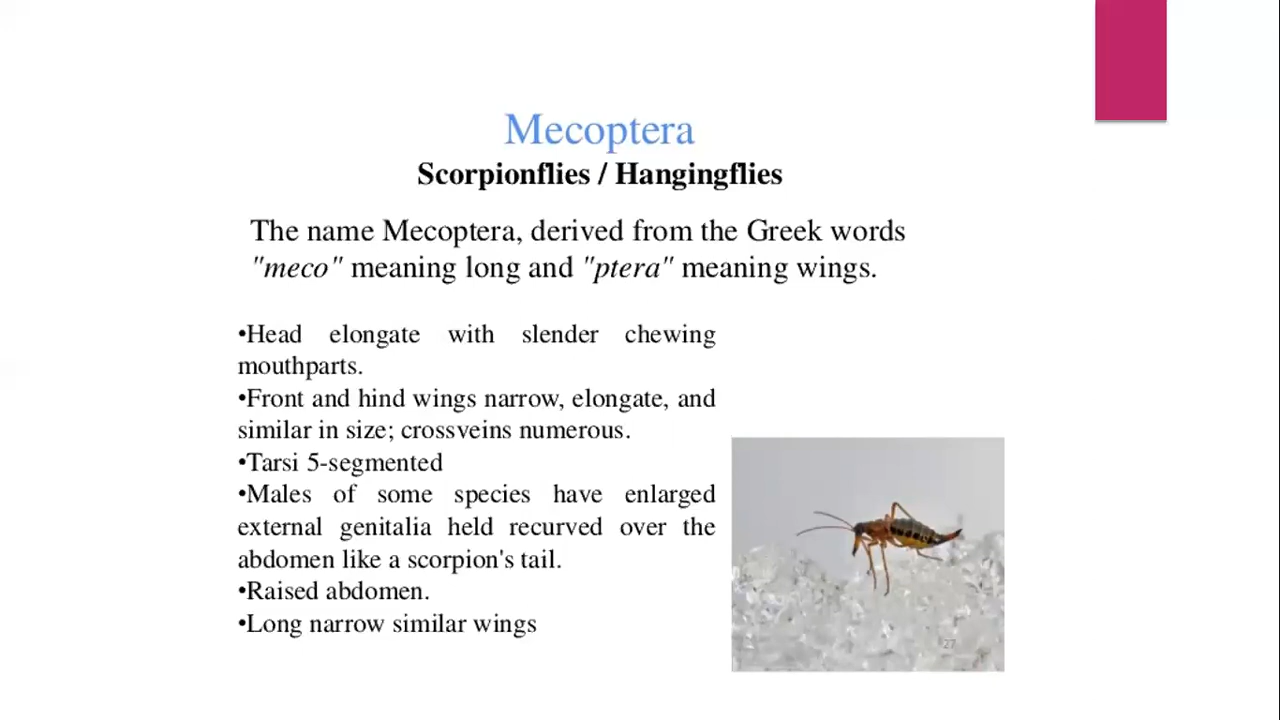 Mecoptera
Scorpionflies / Hangingflies
The name Mecoptera, derived from the Greek words
"meco" meaning long and "ptera" meaning wings.
•Head elongate with slender chewing
mouthparts.
•Front and hind wings narrow, elongate, and
similar in size; crossveins numerous.
•Tarsi 5-segmented
•Males of some species have enlarged
external genitalia held recurved over the
abdomen like a scorpion's tail.
•Raised abdomen.
•Long narrow similar wings
27